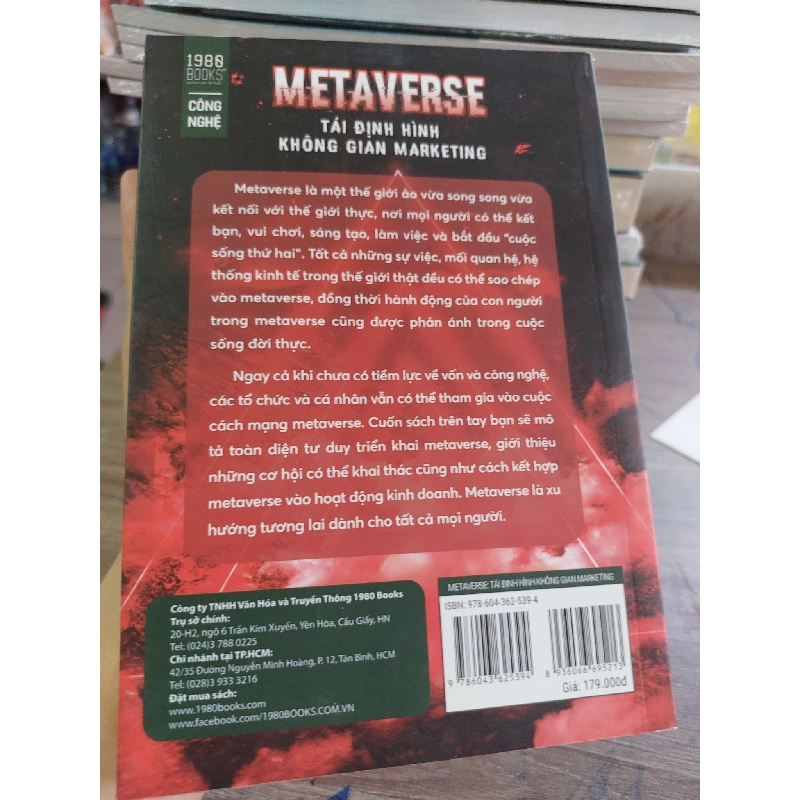 1980
BOOKS
CÔNG
NGHỆ
METAVERSE
TÁI ĐỊNH HÌNH
KHÔNG GIAN MARKETING
Metaverse là một thế giới ảo vừa song song vừa
kết nối với thế giới thực, nơi mọi người có thể kết
bạn, vui chơi, sáng tạo, làm việc và bắt đầu “cuộc
sống thứ hai”. Tất cả những sự việc, mối quan hệ, hệ
thống kinh tế trong thế giới thật đều có thể sao chép
vào metaverse, đồng thời hành động của con người
trong metaverse cũng được phản ánh trong cuộc
sống đời thực.
Ngay cả khi chưa có tiềm lực về vốn và công nghệ,
các tổ chức và cá nhân vẫn có thể tham gia vào cuộc
cách mạng metaverse. Cuốn sách trên tay bạn sẽ mô
tả toàn diện tư duy triển khai metaverse, giới thiệu
những cơ hội có thể khai thác cũng như cách kết hợp
metaverse vào hoạt động kinh doanh. Metaverse là xu
hướng tương lai dành cho tất cả mọi người.
Công ty TNHH Văn Hóa và Truyền Thông 1980 Books
Trụ sở chính:
20-H2, ngõ 6 Trần Kim Xuyến, Yên Hòa, Cầu Giấy, HN
Tel: (024)3 788 0225
Chi nhánh tại TP.HCM:
42/35 Đường Nguyễn Minh Hoàng, P. 12, Tân Bình, HCM
Tel: (028)3 933 3216
Đặt mua sách:
www.1980books.com
www.facebook.com/1980BOOKS.COM.VN
METAVERSE: TÁI ĐỊNH HÌNH KHÔNG GIAN MARKETING
ISBN: 978-604-362-539-4
9 786043 625394
8 936066 695213
Giá: 179.000đ